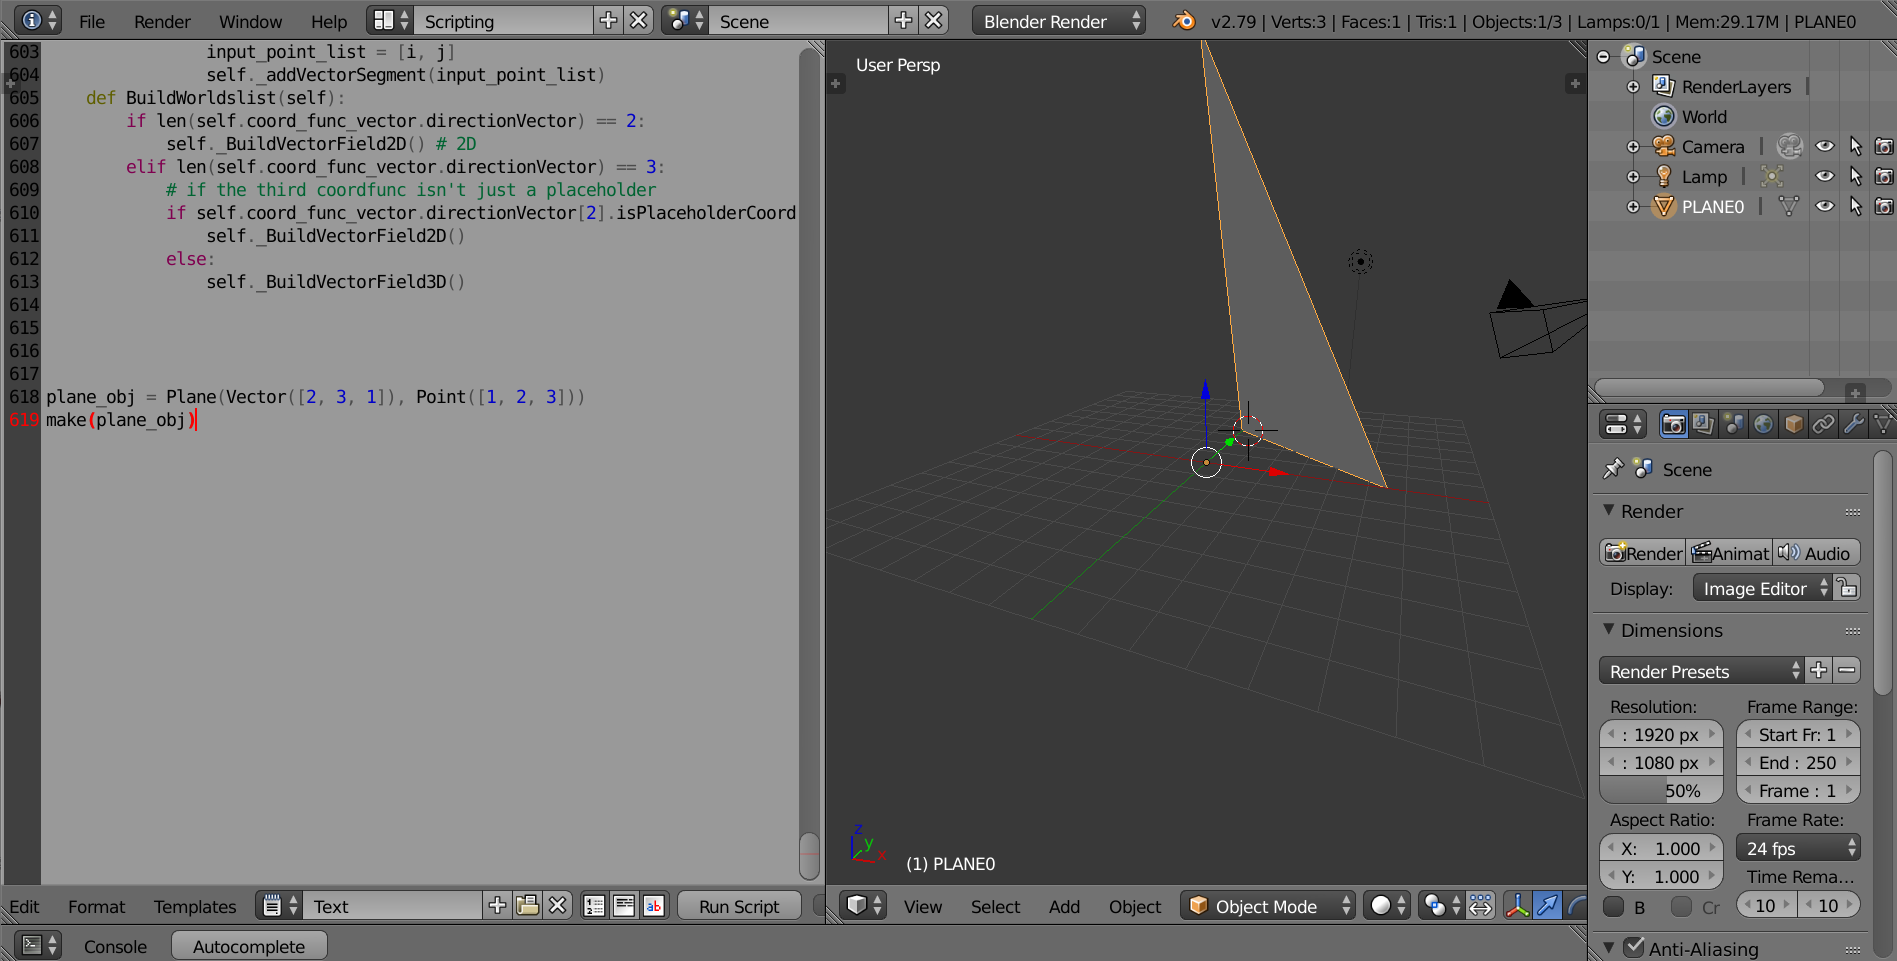 File Render Window Help Scripting Scene Blender Render v2.79 | Verts:3 | Faces:1 | Tris:1 | Objects:1/3 | Lamps:0/1 | Mem:29.17M | PLANE0
603 input_point_list = [i, j]
604 self._addVectorSegment(input_point_list)
605 def BuildWorldslist(self):
606 if len(self.coord_func_vector.directionVector) == 2:
607 self._BuildVectorField2D() # 2D
608 elif len(self.coord_func_vector.directionVector) == 3:
609 # if the third coordfunc isn't just a placeholder
610 if self.coord_func_vector.directionVector[2].isPlaceholderCoord
611 self._BuildVectorField2D()
612 else:
613 self._BuildVectorField3D()
614
615
616
617
618 plane_obj = Plane(Vector([2, 3, 1]), Point([1, 2, 3]))
619 make(plane_obj)
Edit Format Templates Text Run Script
Console Autocomplete
User Persp
z
y
x
(1) PLANE0
View Select Add Object Object Mode
Scene
RenderLayers
World
Camera
Lamp
PLANE0
Scene
Render
Render Animat Audio
Display: Image Editor
Dimensions
Render Presets
Resolution: Frame Range:
: 1920 px Start Fr: 1
: 1080 px End : 250
50% Frame : 1
Aspect Ratio: Frame Rate:
X: 1.000 24 fps
Y: 1.000 Time Rema...
B Cr 10 10
Anti-Aliasing